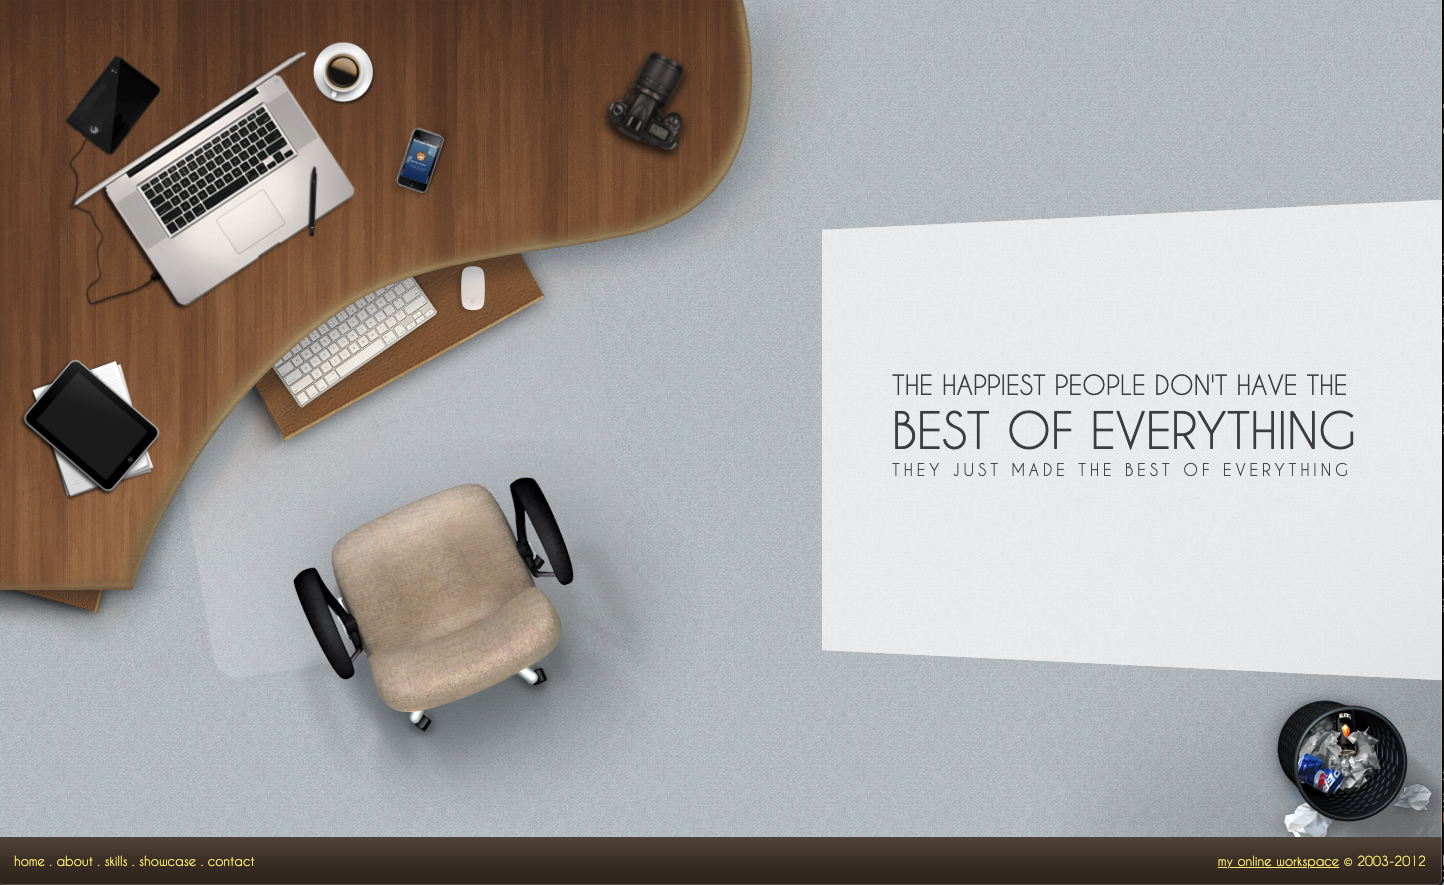 THE HAPPIEST PEOPLE DON'T HAVE THE
BEST OF EVERYTHING
THEY JUST MADE THE BEST OF EVERYTHING
home . about . skills . showcase . contact
my online workspace © 2003-2012